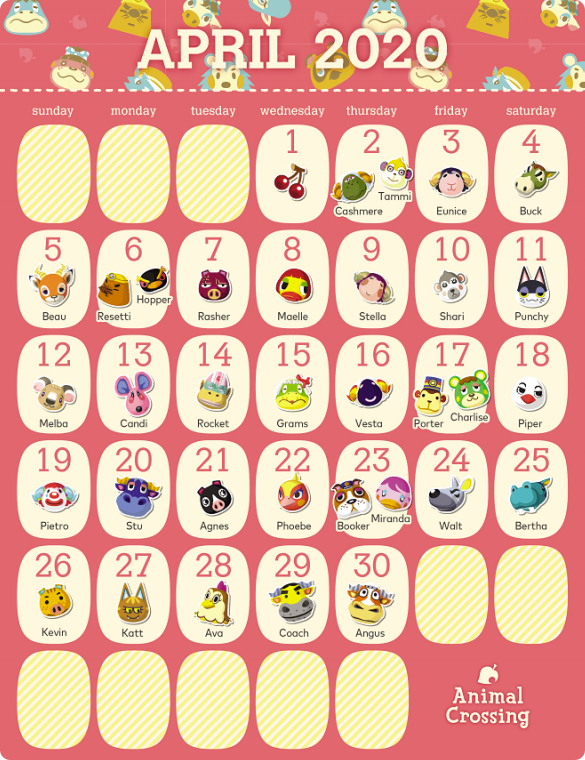 APRIL 2020
sunday monday tuesday wednesday thursday friday saturday
1 2 3 4
Cashmere Tammi Eunice Buck
5 6 7 8 9 10 11
Beau Resetti Hopper Rasher Maelle Stella Shari Punchy
12 13 14 15 16 17 18
Melba Candi Rocket Grams Vesta Porter Charlise Piper
19 20 21 22 23 24 25
Pietro Stu Agnes Phoebe Booker Miranda Walt Bertha
26 27 28 29 30
Kevin Katt Ava Coach Angus
Animal
Crossing